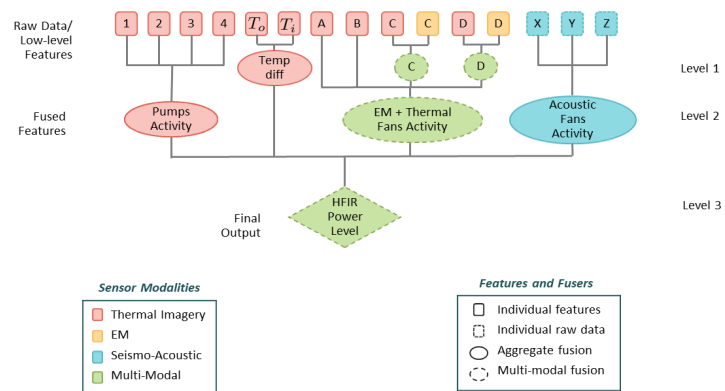 Raw Data/
Low-level
Features
1 2 3 4 To Ti A B C C D D X Y Z
Temp
diff
C D
Level 1
Fused
Features
Pumps
Activity
EM + Thermal
Fans Activity
Acoustic
Fans
Activity
Level 2
Final
Output
HFIR
Power
Level
Level 3
Sensor Modalities
Thermal Imagery
EM
Seismo-Acoustic
Multi-Modal
Features and Fusers
Individual features
Individual raw data
Aggregate fusion
Multi-modal fusion